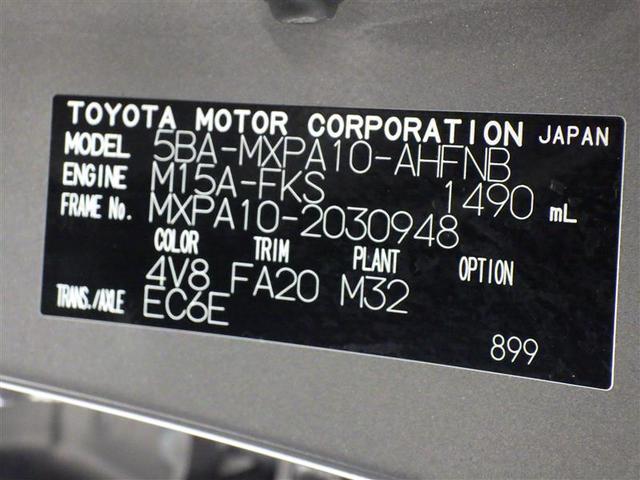 TOYOTA MOTOR CORPORATION JAPAN
MODEL 5BA-MXPA10-AHFNB
ENGINE M15A-FKS 1490 mL
FRAME No. MXPA10-2030948
COLOR TRIM PLANT OPTION
4V8 FA20 M32
TRANS./AXLE EC6E
899